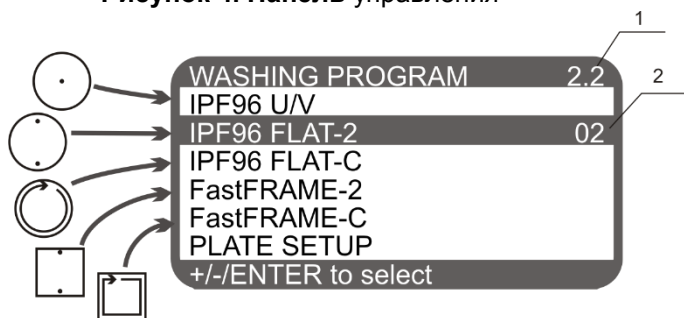 Рисунок Панель управления
1
WASHING PROGRAM 2.2
2
IPF96 U/V
IPF96 FLAT-2 02
IPF96 FLAT-C
FastFRAME-2
FastFRAME-C
PLATE SETUP
+/-/ENTER to select